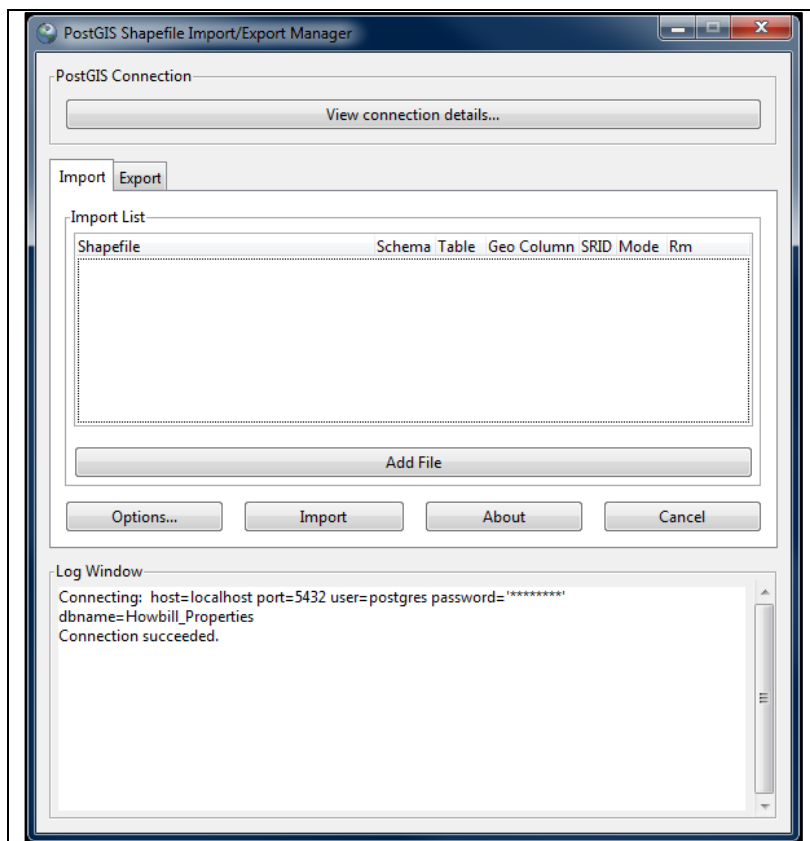 PostGIS Shapefile Import/Export Manager
PostGIS Connection
View connection details...
Import Export
Import List
Shapefile Schema Table Geo Column SRID Mode Rm
Add File
Options... Import About Cancel
Log Window
Connecting: host=localhost port=5432 user=postgres password='********'
dbname=Howbill_Properties
Connection succeeded.